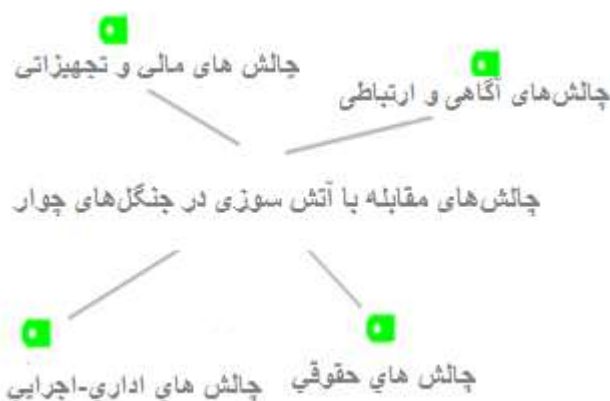 چالش های مالی و تجهیزاتی
چالش‌های آگاهی و ارتباطی
چالش‌های مقابله با آتش سوزی در جنگل‌های چوار
چالش هاي حقوقي
چالش های اداری-اجرایی